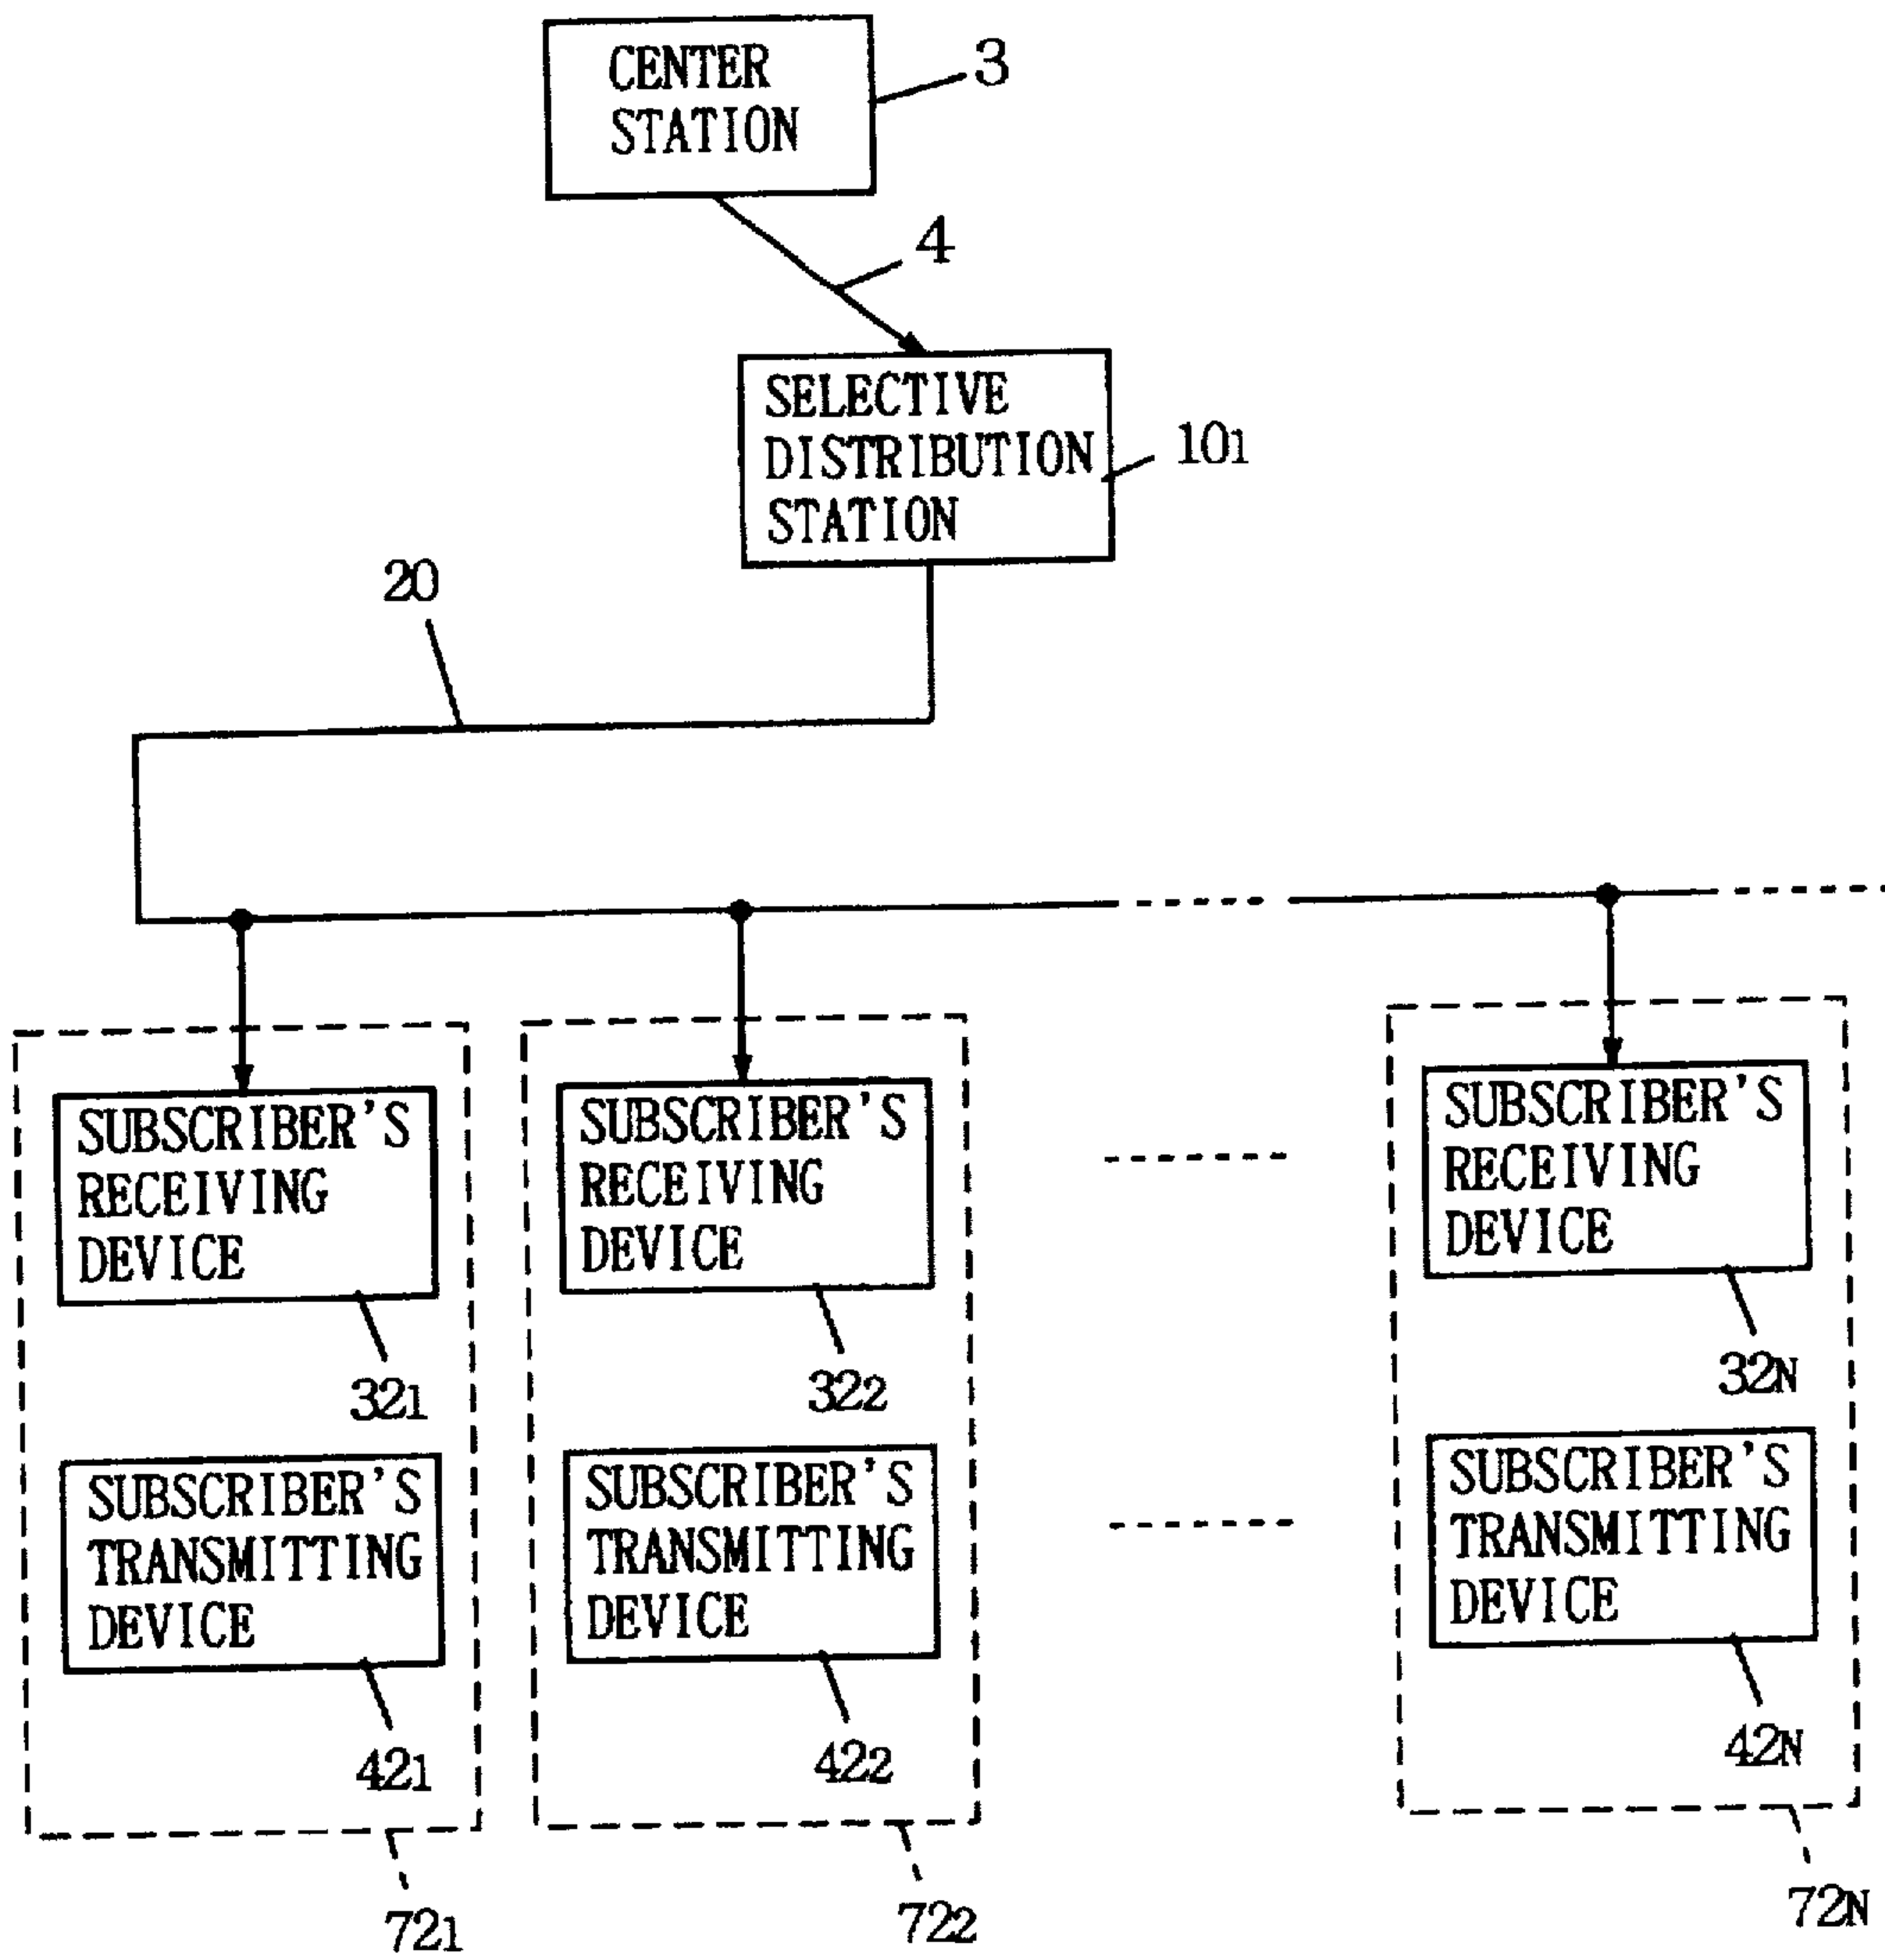 CENTER
STATION
3
4
SELECTIVE
DISTRIBUTION
STATION
10₁
20
SUBSCRIBER'S
RECEIVING
DEVICE
32₁
SUBSCRIBER'S
RECEIVING
DEVICE
32₂
SUBSCRIBER'S
RECEIVING
DEVICE
32N
SUBSCRIBER'S
TRANSMITTING
DEVICE
42₁
SUBSCRIBER'S
TRANSMITTING
DEVICE
42₂
SUBSCRIBER'S
TRANSMITTING
DEVICE
42N
72₁
72₂
72N